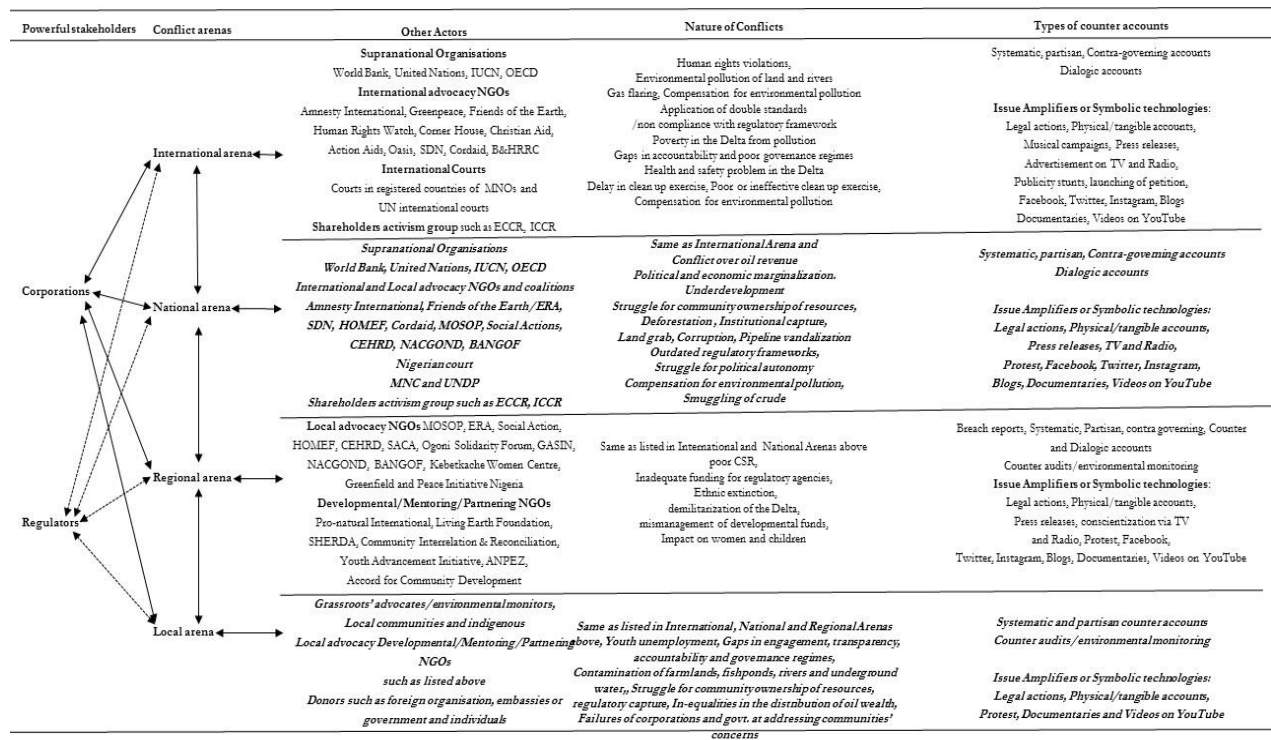 Powerful stakeholders
Conflict arenas
Other Actors
Nature of Conflicts
Types of counter accounts
Corporations
Regulators
International arena
Supranational Organisations
World Bank, United Nations, IUCN, OECD
International advocacy NGOs
Amnesty International, Greenpeace, Friends of the Earth,
Human Rights Watch, Corner House, Christian Aid,
Action Aids, Oasis, SDN, Cordaid, B&HRRC
International Courts
Courts in registered countries of MNOs and
UN international courts
Shareholders activism group such as ECCR, ICCR
Human rights violations,
Environmental pollution of land and rivers
Gas flaring, Compensation for environmental pollution
Application of double standards
/non compliance with regulatory framework
Poverty in the Delta from pollution
Gaps in accountability and poor governance regimes
Health and safety problem in the Delta
Delay in clean up exercise, Poor or ineffective clean up exercise,
Compensation for environmental pollution
Systematic, partisan, Contra-governing accounts
Dialogic accounts
Issue Amplifiers or Symbolic technologies:
Legal actions, Physical/tangible accounts,
Musical campaigns, Press releases,
Advertisement on TV and Radio,
Publicity stunts, launching of petition,
Facebook, Twitter, Instagram, Blogs
Documentaries, Videos on YouTube
National arena
Supranational Organisations
World Bank, United Nations, IUCN, OECD
International and Local advocacy NGOs and coalitions
Amnesty International, Friends of the Earth/ERA,
SDN, HOMEF, Cordaid, MOSOP, Social Actions,
CEHRD, NACGOND, BANGOF
Nigerian court
MNC and UNDP
Shareholders activism group such as ECCR, ICCR
Same as International Arena and
Conflict over oil revenue
Political and economic marginalization.
Underdevelopment
Struggle for community ownership of resources,
Deforestation , Institutional capture,
Land grab, Corruption, Pipeline vandalization
Outdated regulatory frameworks,
Struggle for political autonomy
Compensation for environmental pollution,
Smuggling of crude
Systematic, partisan, Contra-governing accounts
Dialogic accounts
Issue Amplifiers or Symbolic technologies:
Legal actions, Physical/tangible accounts,
Press releases, TV and Radio,
Protest, Facebook, Twitter, Instagram,
Blogs, Documentaries, Videos on YouTube
Regional arena
Local advocacy NGOs MOSOP, ERA, Social Action,
HOMEF, CEHRD, SACA, Ogoni Solidarity Forum, GASIN,
NACGOND, BANGOF, Kebetkache Women Centre,
Greenfield and Peace Initiative Nigeria
Developmental/Mentoring/Partnering NGOs
Pro-natural International, Living Earth Foundation,
SHERDA, Community Interrelation & Reconciliation,
Youth Advancement Initiative, ANPEZ,
Accord for Community Development
Same as listed in International and National Arenas above
poor CSR,
Inadequate funding for regulatory agencies,
Ethnic extinction,
demilitarization of the Delta,
mismanagement of developmental funds,
Impact on women and children
Breach reports, Systematic, Partisan, contra governing, Counter
and Dialogic accounts
Counter audits/environmental monitoring
Issue Amplifiers or Symbolic technologies:
Legal actions, Physical/tangible accounts,
Press releases, conscientization via TV
and Radio, Protest, Facebook,
Twitter, Instagram, Blogs, Documentaries, Videos on YouTube
Local arena
Grassroots' advocates/environmental monitors,
Local communities and indigenous
Local advocacy Developmental/Mentoring/Partnering
NGOs
such as listed above
Donors such as foreign organisation, embassies or
government and individuals
Same as listed in International, National and Regional Arenas
above, Youth unemployment, Gaps in engagement, transparency,
accountability and governance regimes,
Contamination of farmlands, fishponds, rivers and underground
water,, Struggle for community ownership of resources,
regulatory capture, In-equalities in the distribution of oil wealth,
Failures of corporations and govt. at addressing communities'
concerns
Systematic and partisan counter accounts
Counter audits/environmental monitoring
Issue Amplifiers or Symbolic technologies:
Legal actions, Physical/tangible accounts,
Protest, Documentaries and Videos on YouTube